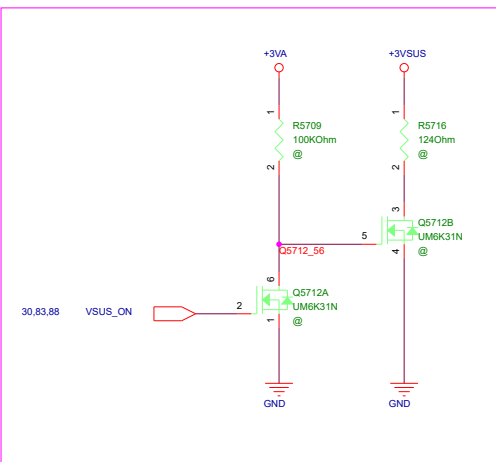 +3VA
+3VSUS
1
R5709
100KOhm
@
2
1
R5716
124Ohm
@
2
3
Q5712B
UM6K31N
@
5
4
Q5712_56
6
Q5712A
UM6K31N
@
2
1
30,83,88
VSUS_ON
GND
GND